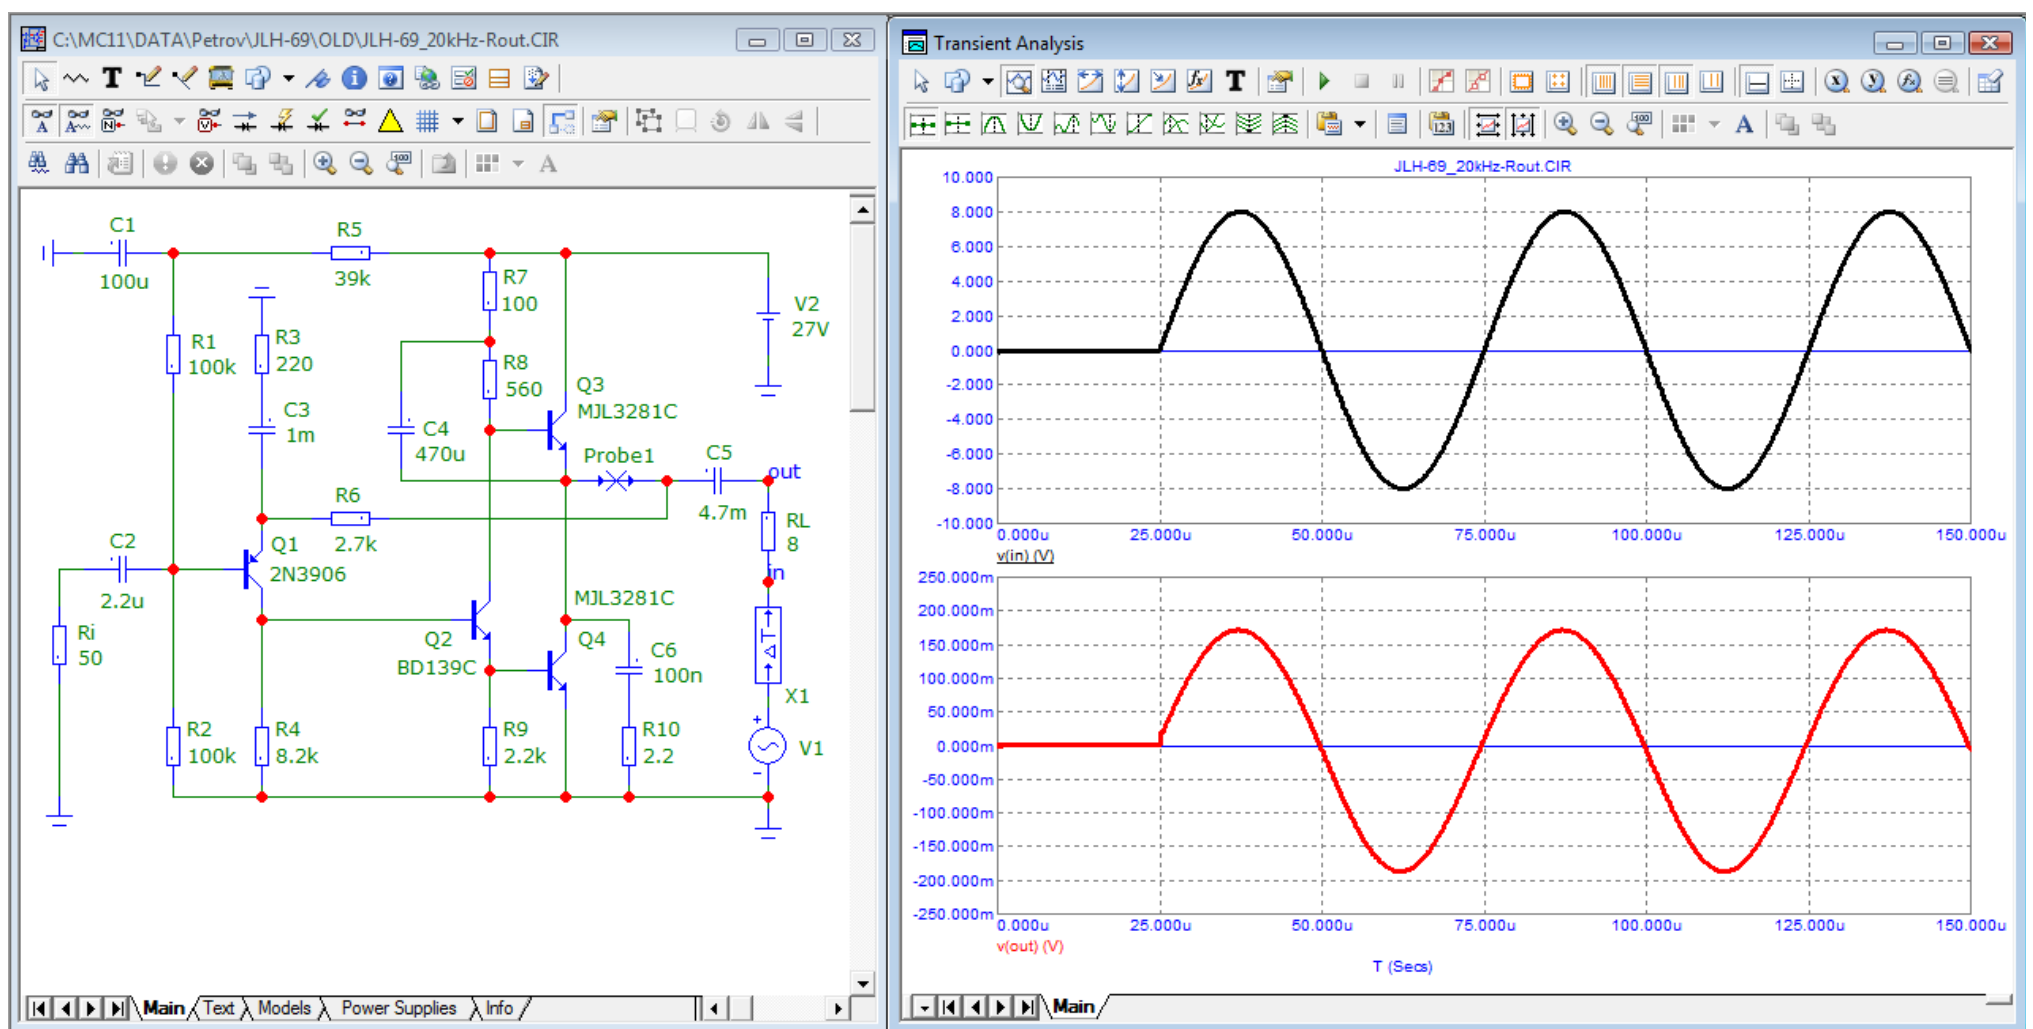 C:\MC11\DATA\Petrov\JLH-69\OLD\JLH-69_20kHz-Rout.CIR
C1
100u
R5
39k
R7
100
V2
27V
R1
100k
R3
220
R8
560
Q3
MJL3281C
C3
1m
C4
470u
Probe1
C5
4.7m
out
R6
2.7k
RL
8
C2
2.2u
Q1
2N3906
in
Ri
50
Q2
BD139C
MJL3281C
Q4
C6
100n
ΔT
X1
R2
100k
R4
8.2k
R9
2.2k
R10
2.2
V1
Main
Text
Models
Power Supplies
Info
Transient Analysis
JLH-69_20kHz-Rout.CIR
10.000
8.000
6.000
4.000
2.000
0.000
-2.000
-4.000
-6.000
-8.000
-10.000
0.000u 25.000u 50.000u 75.000u 100.000u 125.000u 150.000u
v(in) (V)
250.000m
200.000m
150.000m
100.000m
50.000m
0.000m
-50.000m
-100.000m
-150.000m
-200.000m
-250.000m
0.000u 25.000u 50.000u 75.000u 100.000u 125.000u 150.000u
v(out) (V)
T (Secs)
Main